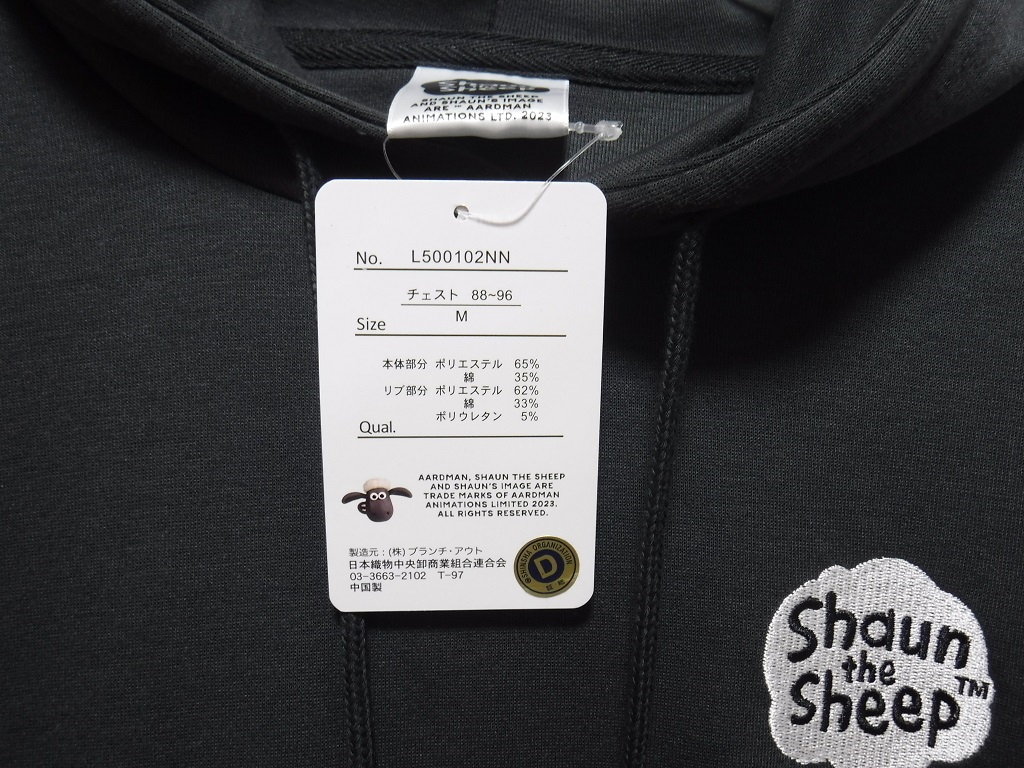 Shaun the
Sheep
SHAUN THE SHEEP
AND SHAUN'S IMAGE
ARE ™ AARDMAN
ANIMATIONS LTD. 2023
No. L500102NN
チェスト 88~96
M
Size
本体部分 ポリエステル 65%
綿 35%
リブ部分 ポリエステル 62%
綿 33%
ポリウレタン 5%
Qual.
AARDMAN, SHAUN THE SHEEP
AND SHAUN'S IMAGE ARE
TRADE MARKS OF AARDMAN
ANIMATIONS LIMITED 2023.
ALL RIGHTS RESERVED.
製造元:(株)ブランチ・アウト
日本織物中央卸商業組合連合会
03-3663-2102 T-97
中国製
SHINSHA ORGANIZATION
D
Shaun
the
Sheep™